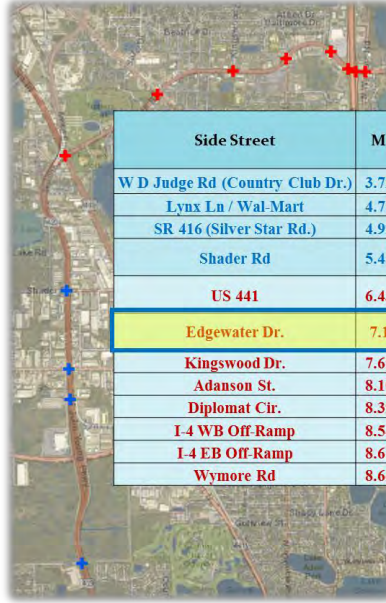 Side Street M
W D Judge Rd (Country Club Dr.) 3.7
Lynx Ln / Wal-Mart 4.7
SR 416 (Silver Star Rd.) 4.9
Shader Rd 5.4
US 441 6.4
Edgewater Dr. 7.1
Kingswood Dr. 7.6
Adanson St. 8.1
Diplomat Cir. 8.3
I-4 WB Off-Ramp 8.5
I-4 EB Off-Ramp 8.6
Wymore Rd 8.6